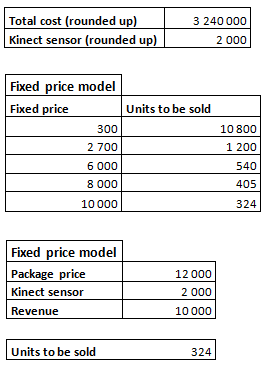 Total cost (rounded up) 3 240 000
Kinect sensor (rounded up) 2 000
Fixed price model
Fixed price Units to be sold
300 10 800
2 700 1 200
6 000 540
8 000 405
10 000 324
Fixed price model
Package price 12 000
Kinect sensor 2 000
Revenue 10 000
Units to be sold 324